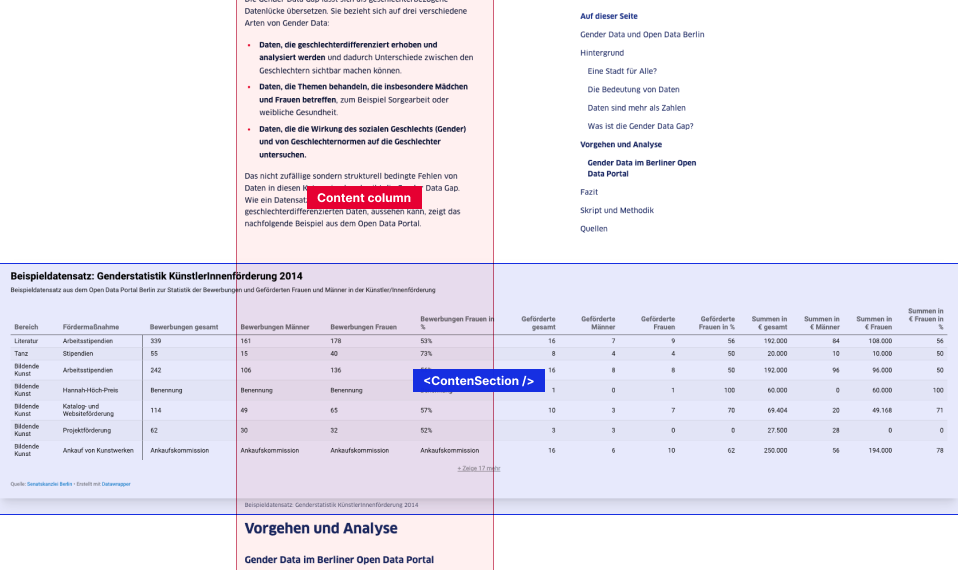 Datenlücke übersetzen. Sie bezieht sich auf drei verschiedene
Arten von Gender Data:
• Daten, die geschlechterdifferenziert erhoben und
analysiert werden und dadurch Unterschiede zwischen den
Geschlechtern sichtbar machen können.
• Daten, die Themen behandeln, die insbesondere Mädchen
und Frauen betreffen, zum Beispiel Sorgearbeit oder
weibliche Gesundheit.
• Daten, die die Wirkung des sozialen Geschlechts (Gender)
und von Geschlechternormen auf die Geschlechter
untersuchen.
Das nicht zufällige sondern strukturell bedingte Fehlen von
Daten in diesen Data Gap.
Wie ein Datensatz
geschlechterdifferenzierten Daten, aussehen kann, zeigt das
nachfolgende Beispiel aus dem Open Data Portal.
Content column
Auf dieser Seite
Gender Data und Open Data Berlin
Hintergrund
Eine Stadt für Alle?
Die Bedeutung von Daten
Daten sind mehr als Zahlen
Was ist die Gender Data Gap?
Vorgehen und Analyse
Gender Data im Berliner Open
Data Portal
Fazit
Skript und Methodik
Quellen
Beispieldatensatz: Genderstatistik KünstlerInnenförderung 2014
Beispieldatensatz aus dem Open Data Portal Berlin zur Statistik der Bewerbungen und Geförderten Frauen und Männer in der Künstler/Innenförderung
Bereich Fördermaßnahme Bewerbungen gesamt Bewerbungen Männer Bewerbungen Frauen Bewerbungen Frauen in % Geförderte gesamt Geförderte Männer Geförderte Frauen Geförderte Frauen in % Summen in € gesamt Summen in € Männer Summen in € Frauen Summen in € Frauen in %
Literatur Arbeitsstipendien 339 161 178 53% 16 7 9 56 192.000 84 108.000 56
Tanz Stipendien 55 15 40 73% 8 4 4 50 20.000 10 10.000 50
Bildende Kunst Arbeitsstipendien 242 106 136 16 8 8 50 192.000 96 96.000 50
Bildende Kunst Hannah-Höch-Preis Benennung Benennung Benennung 1 0 1 100 60.000 0 60.000 100
Bildende Kunst Katalog- und Websiteförderung 114 49 65 57% 10 3 7 70 69.404 20 49.168 71
Bildende Kunst Projektförderung 62 30 32 52% 3 3 0 0 27.500 28 0 0
Bildende Kunst Ankauf von Kunstwerken Ankaufskommission Ankaufskommission Ankaufskommission Ankaufskommission 16 6 10 62 250.000 56 194.000 78
<ContenSection />
+ Zeige 17 mehr
Quelle: Senatskanzlei Berlin • Erstellt mit Datawrapper
Beispieldatensatz: Genderstatistik KünstlerInnenförderung 2014
Vorgehen und Analyse
Gender Data im Berliner Open Data Portal